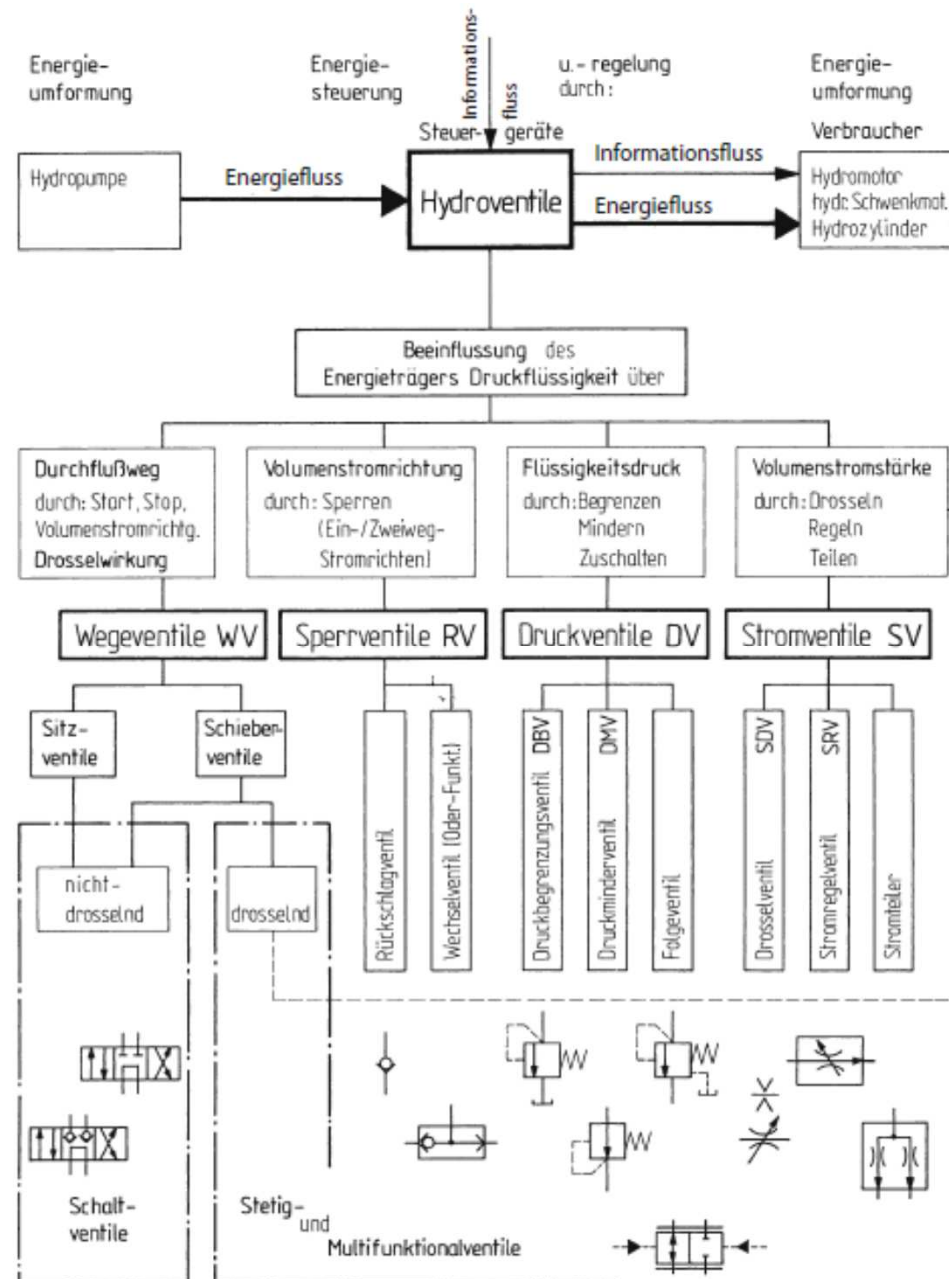 Energie-
umformung
Energie-
steuerung
Informations-
fluss
u.- regelung
durch:
Energie-
umformung
Steuer- geräte
Verbraucher
Hydropumpe
Energiefluss
Hydroventile
Informationsfluss
Energiefluss
Hydromotor
hydr. Schwenkmot.
Hydrozylinder
Beeinflussung des
Energieträgers Druckflüssigkeit über
Durchflußweg
durch: Start, Stop,
Volumenstromrichtg.
Drosselwirkung
Volumenstromrichtung
durch: Sperren
(Ein-/Zweiweg-
Stromrichten)
Flüssigkeitsdruck
durch: Begrenzen
Mindern
Zuschalten
Volumenstromstärke
durch: Drosseln
Regeln
Teilen
Wegeventile WV
Sperrventile RV
Druckventile DV
Stromventile SV
Sitz-
ventile
Schieber-
ventile
Rückschlagventil
Wechselventil (Oder-Funkt.)
Druckbegrenzungsventil DBV
Druckminderventil DMV
Folgeventil
Drosselventil SDV
Stromregelventil SRV
Stromteiler
nicht-
drosselnd
drosselnd
Schalt-
ventile
Stetig-
und
Multifunktionalventile